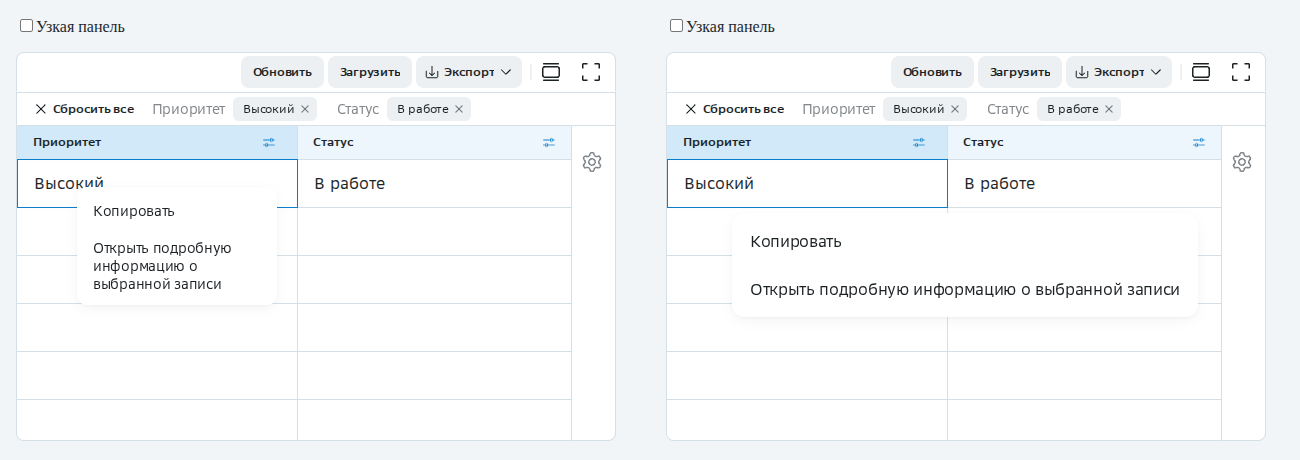 Узкая панель
Обновить Загрузить Экспорт
Сбросить все Приоритет Высокий Статус В работе
Приоритет Статус
Высокий В работе
Копировать
Открыть подробную
информацию о
выбранной записи
Узкая панель
Обновить Загрузить Экспорт
Сбросить все Приоритет Высокий Статус В работе
Приоритет Статус
Высокий В работе
Копировать
Открыть подробную информацию о выбранной записи